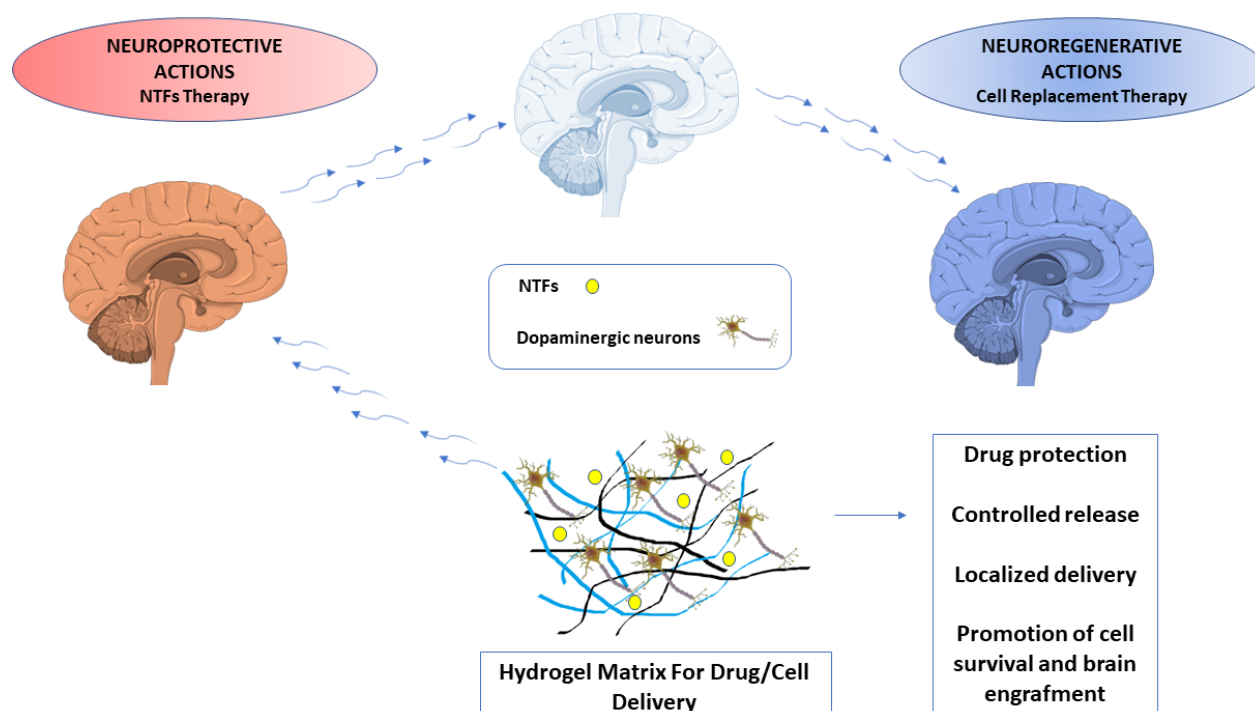 NEUROPROTECTIVE
ACTIONS
NTFs Therapy
NEUROREGENERATIVE
ACTIONS
Cell Replacement Therapy
NTFs
Dopaminergic neurons
Drug protection
Controlled release
Localized delivery
Promotion of cell
survival and brain
engrafment
Hydrogel Matrix For Drug/Cell
Delivery